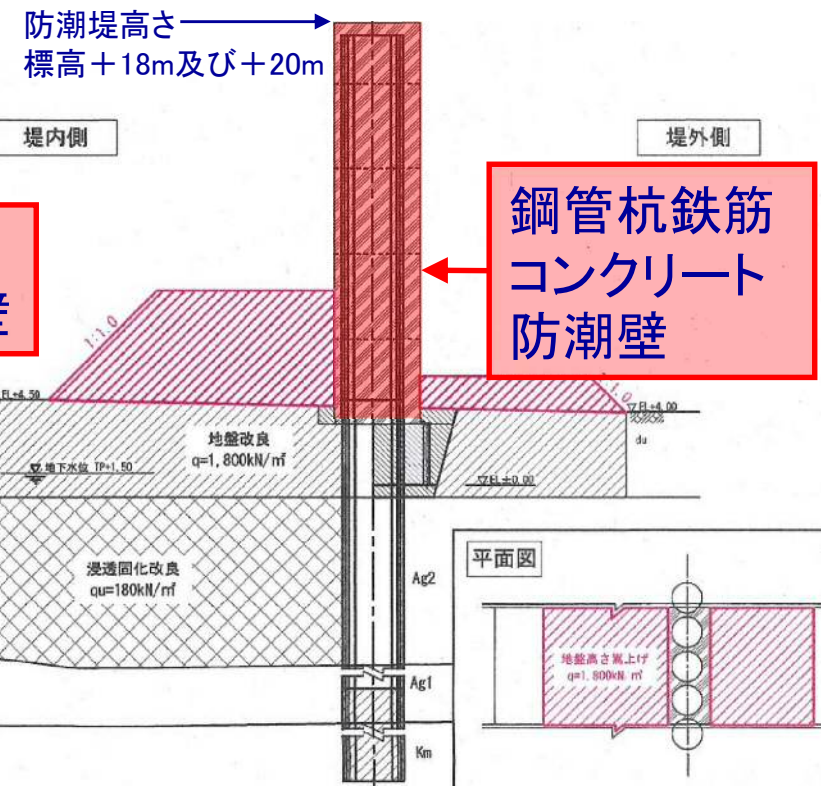 防潮堤高さ
標高＋18m及び＋20m
堤内側
堤外側
鋼管杭鉄筋
コンクリート
防潮壁
壁
1:1.0
1:1.0
EL+4.50
▽EL+4.00
du
地盤改良
q=1,800kN/㎡
▽地下水位 TP+1.50
▽EL±0.00
浸透固化改良
qu=180kN/㎡
Ag2
Ag1
Km
平面図
地盤高さ嵩上げ
q=1,800kN/㎡